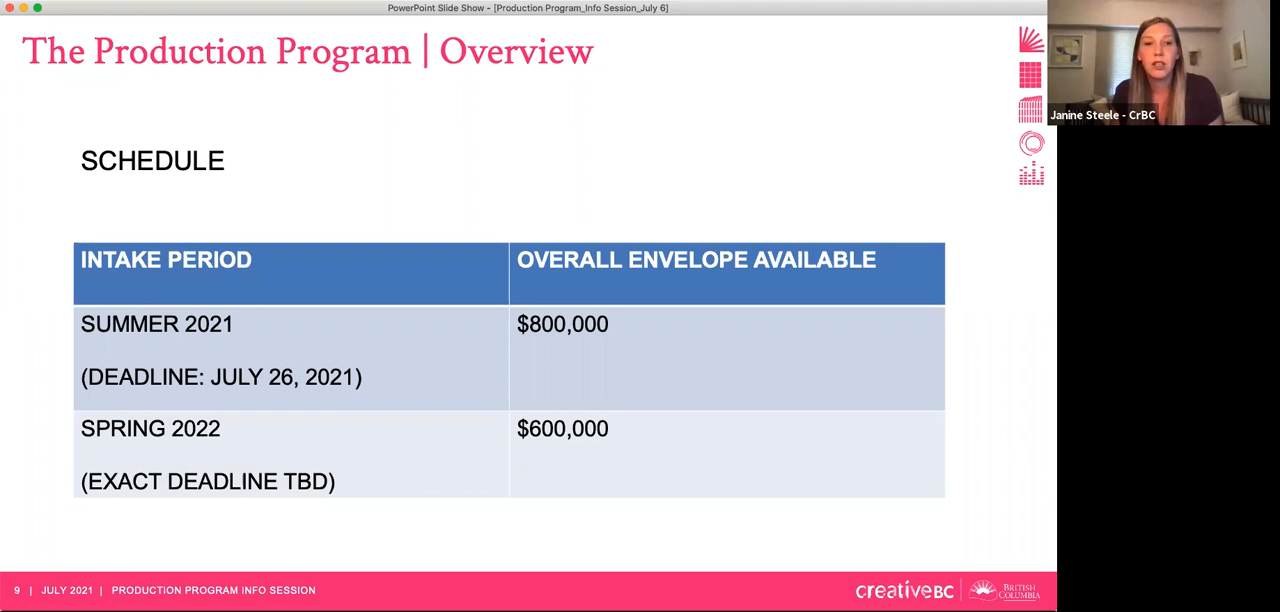 PowerPoint Slide Show - [Production Program_Info Session_July 6]
The Production Program | Overview
Janine Steele - CrBC
SCHEDULE
INTAKE PERIOD
OVERALL ENVELOPE AVAILABLE
SUMMER 2021
$800,000
(DEADLINE: JULY 26, 2021)
SPRING 2022
$600,000
(EXACT DEADLINE TBD)
9 | JULY 2021 | PRODUCTION PROGRAM INFO SESSION
creativeBC
BRITISH
COLUMBIA